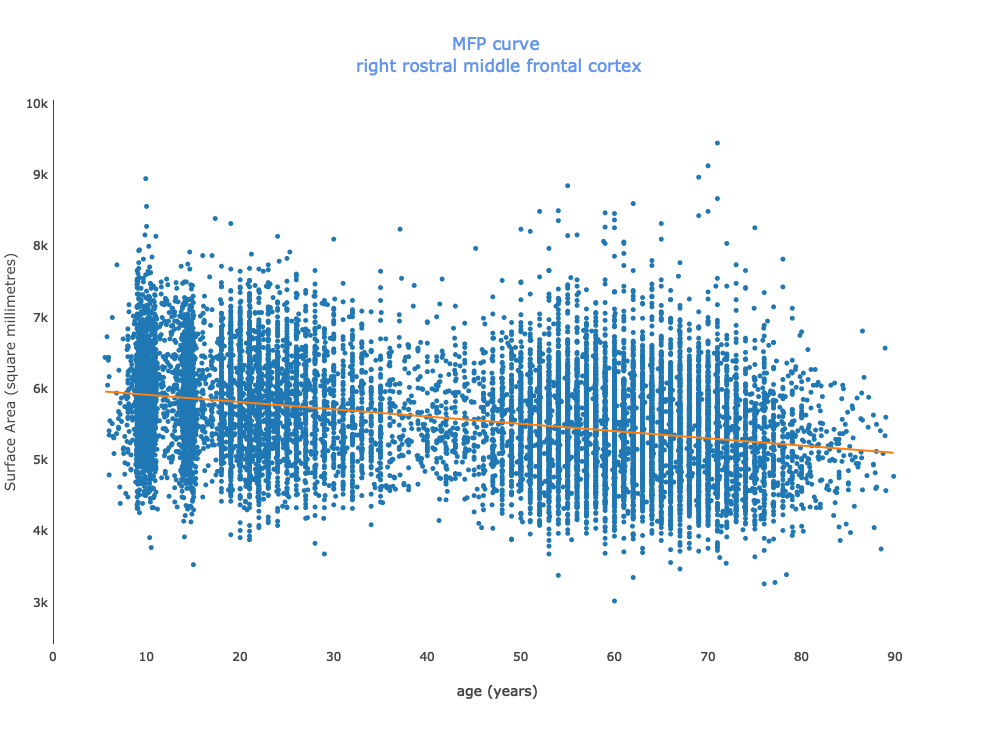 MFP curve
right rostral middle frontal cortex
10k
9k
8k
7k
6k
5k
4k
3k
Surface Area (square millimetres)
0 10 20 30 40 50 60 70 80 90
age (years)